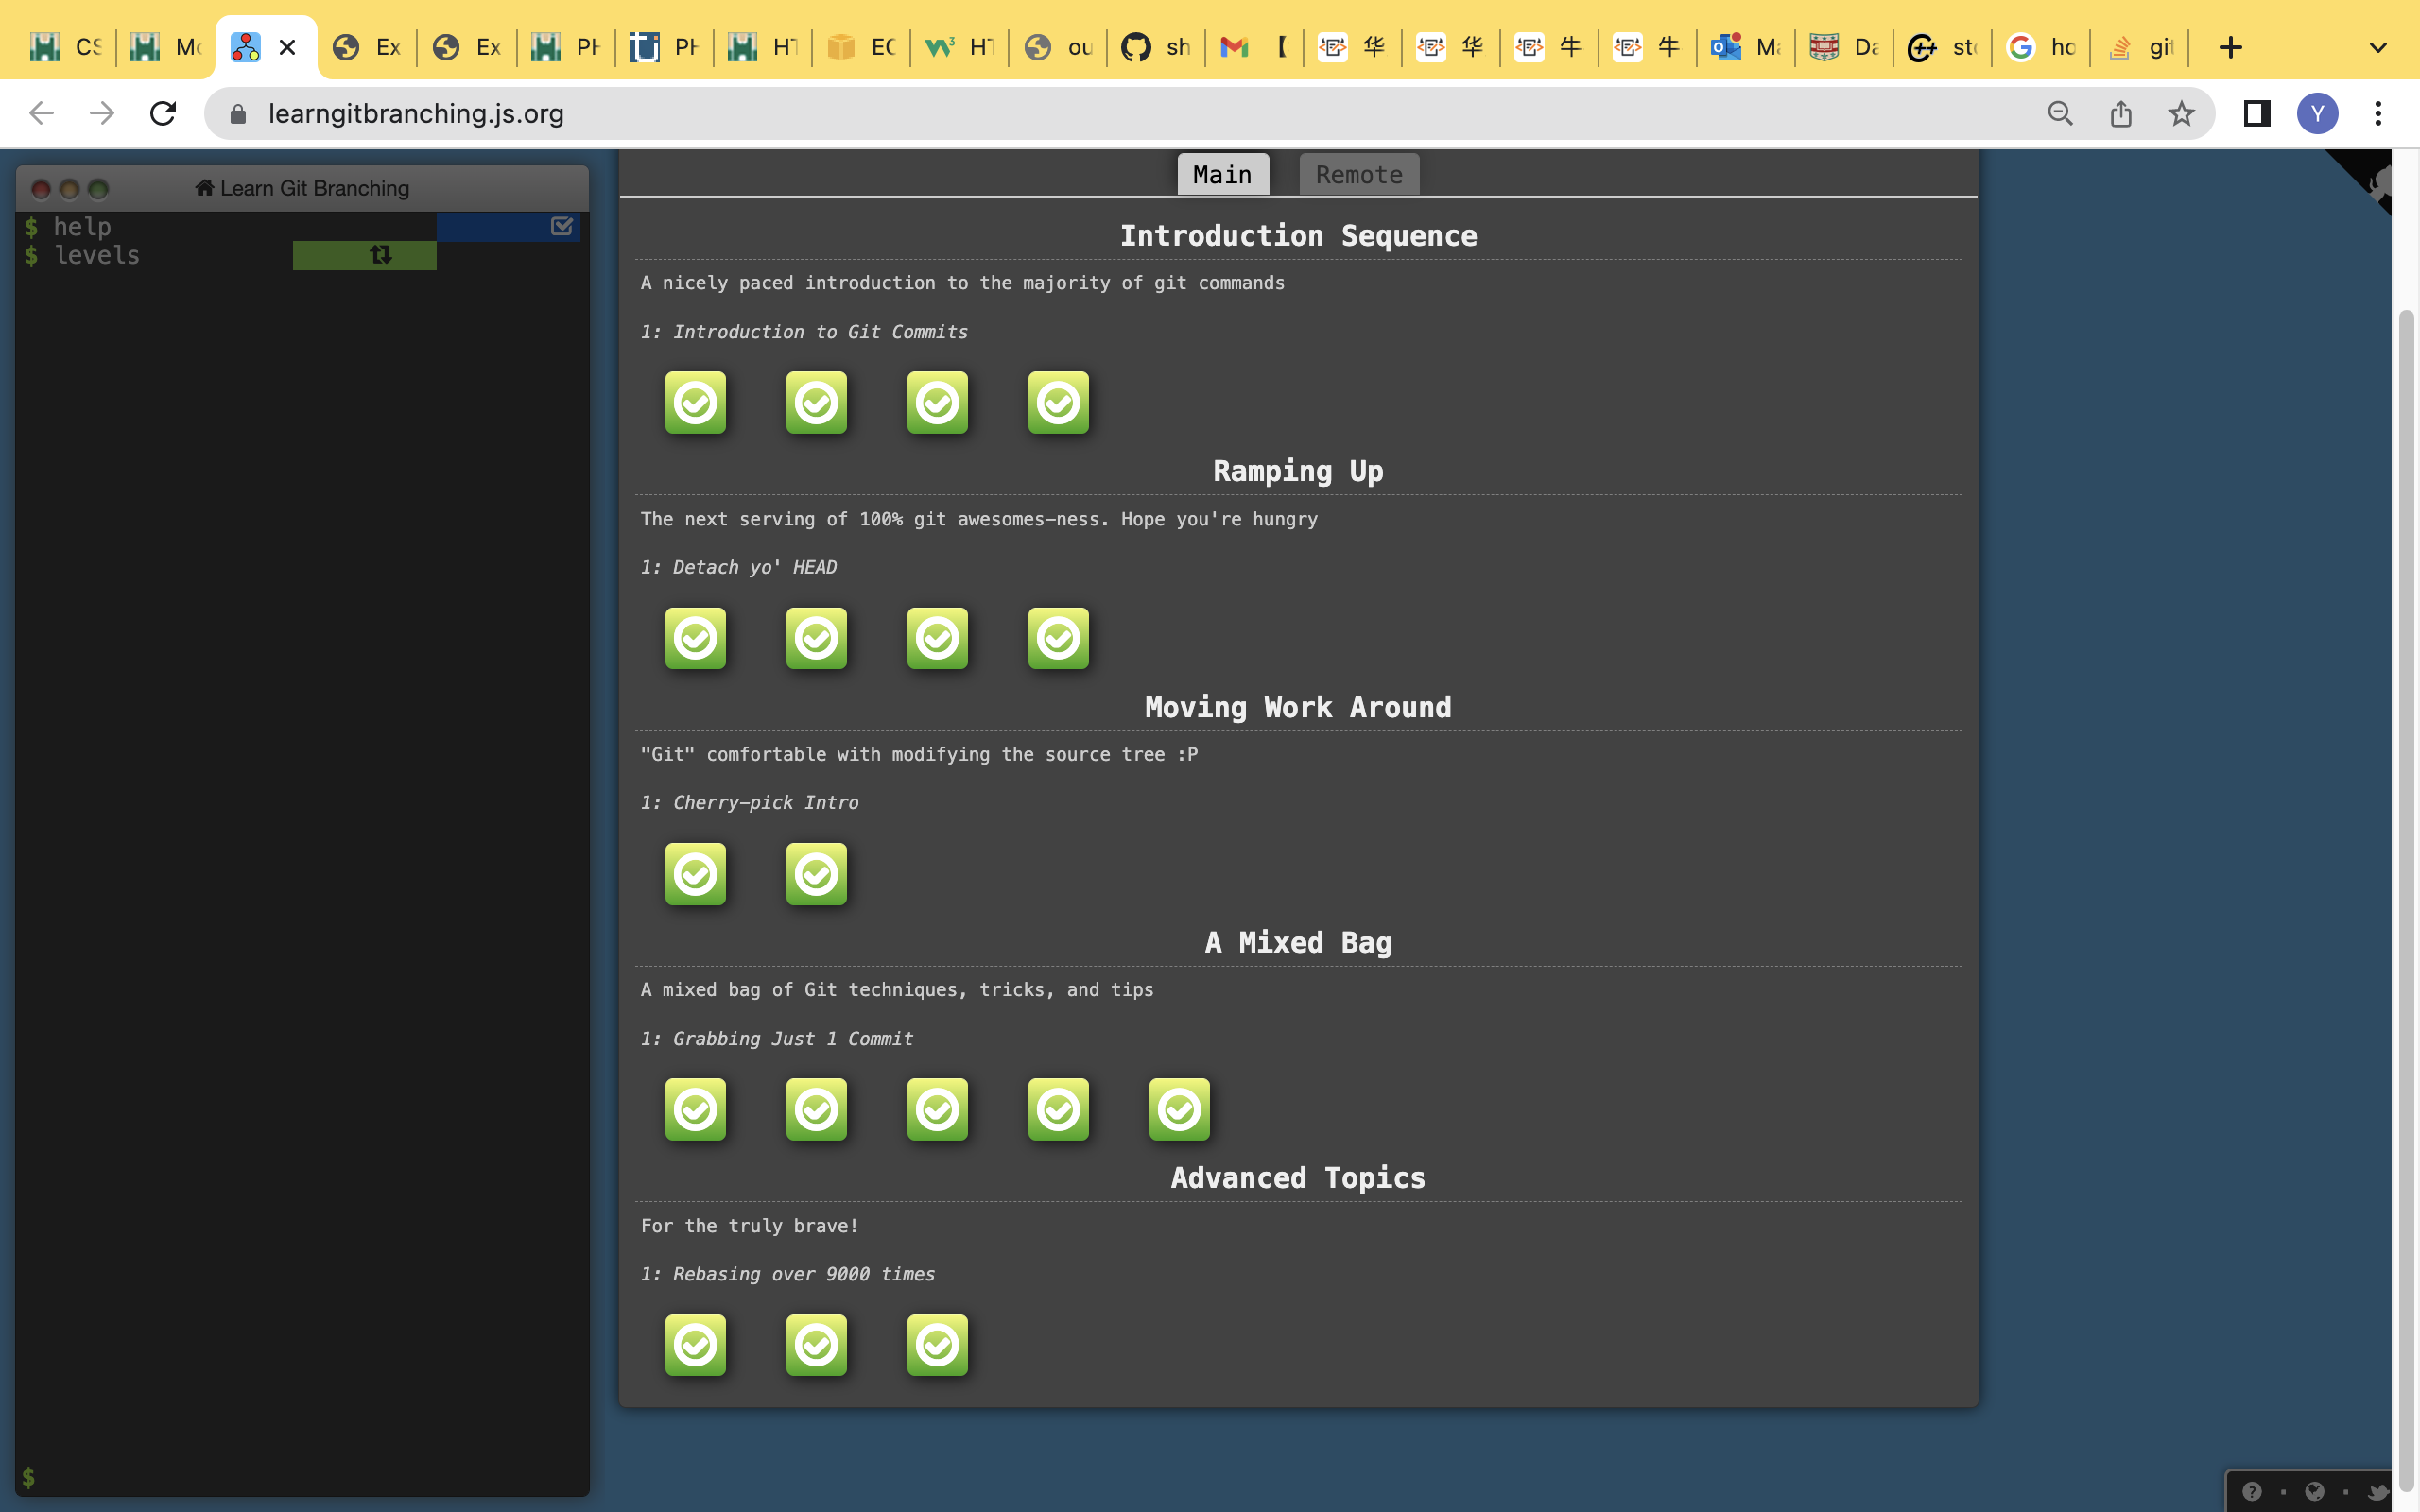 CS
Ex
Ex
PH
PH
EC
ou
sh
【
华
华
牛
牛
Ma
Da
git
learngitbranching.js.org
Y
Learn Git Branching
$ help
$ levels
$
Main
Remote
Introduction Sequence
A nicely paced introduction to the majority of git commands
1: Introduction to Git Commits
Ramping Up
The next serving of 100% git awesomes-ness. Hope you're hungry
1: Detach yo' HEAD
Moving Work Around
"Git" comfortable with modifying the source tree :P
1: Cherry-pick Intro
A Mixed Bag
A mixed bag of Git techniques, tricks, and tips
1: Grabbing Just 1 Commit
Advanced Topics
For the truly brave!
1: Rebasing over 9000 times